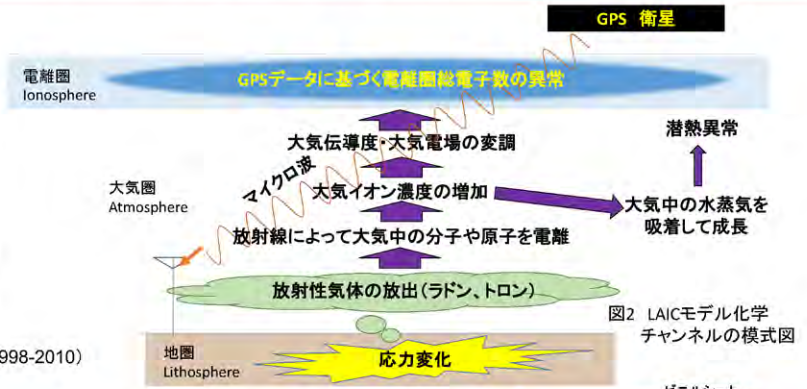 GPS 衛星
電離圏
Ionosphere
GPSデータに基づく電離圏総電子数の異常
大気伝導度・大気電場の変調
潜熱異常
マイクロ波
大気圏
Atmosphere
大気イオン濃度の増加
大気中の水蒸気を
吸着して成長
放射線によって大気中の分子や原子を電離
放射性気体の放出(ラドン、トロン)
図2 LAICモデル化学
チャンネルの模式図
998-2010)
地圏
Lithosphere
応力変化